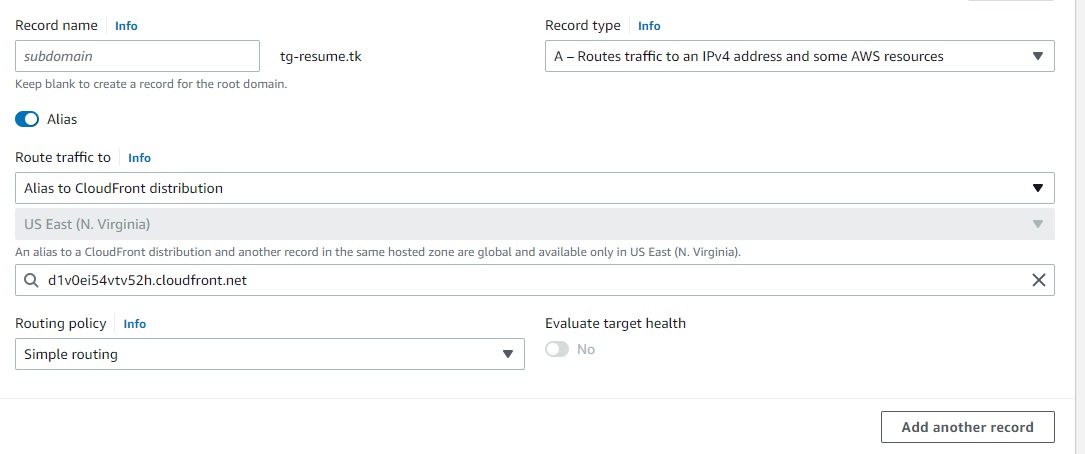 Record name Info
Record type Info
subdomain
tg-resume.tk
A – Routes traffic to an IPv4 address and some AWS resources
Keep blank to create a record for the root domain.
Alias
Route traffic to Info
Alias to CloudFront distribution
US East (N. Virginia)
An alias to a CloudFront distribution and another record in the same hosted zone are global and available only in US East (N. Virginia).
d1v0ei54vtv52h.cloudfront.net
Routing policy Info
Evaluate target health
Simple routing
No
Add another record